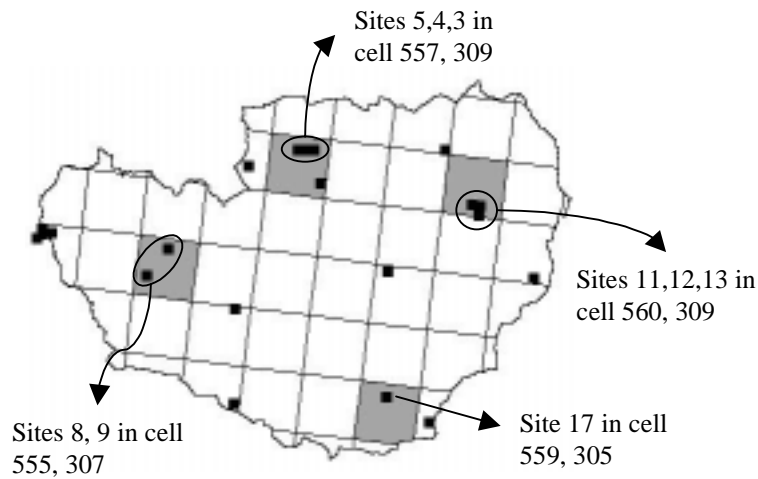 Sites 5,4,3 in
cell 557, 309
Sites 11,12,13 in
cell 560, 309
Site 17 in cell
559, 305
Sites 8, 9 in cell
555, 307